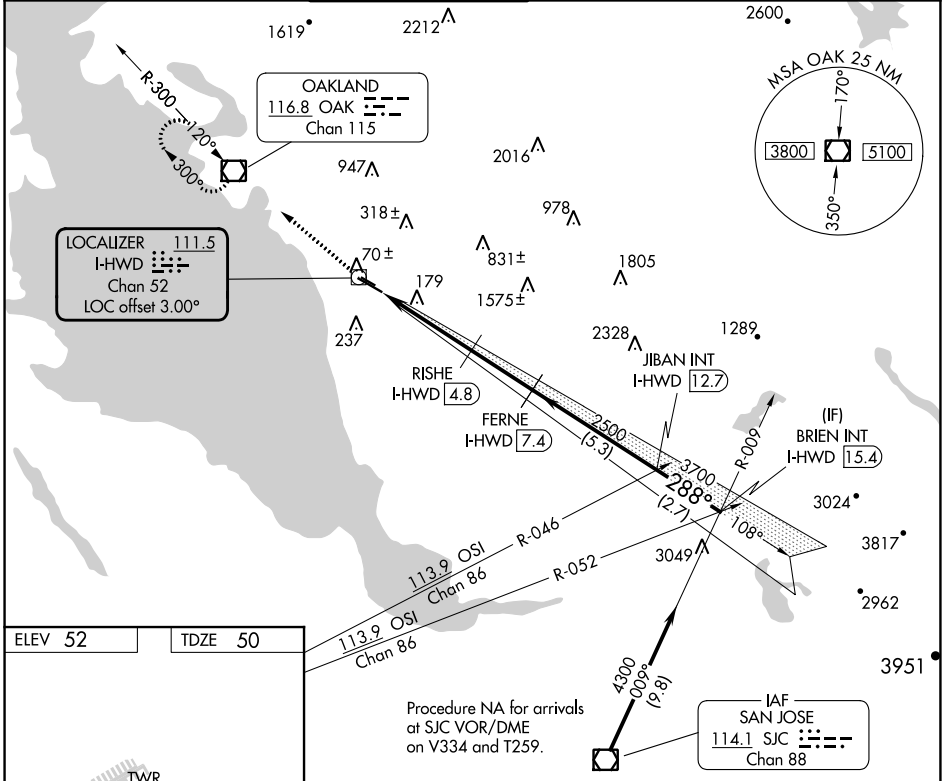 1619
2212
2600
MSA OAK 25 NM
170°
3800
5100
350°
R-300
120°
300°
OAKLAND
116.8 OAK
Chan 115
947
2016
318 ±
978
LOCALIZER 111.5
I-HWD
Chan 52
LOC offset 3.00°
70 ±
179
831 ±
1575 ±
1805
237
2328
1289
RISHE
I-HWD 4.8
FERNE
I-HWD 7.4
JIBAN INT
I-HWD 12.7
(IF)
BRIEN INT
I-HWD 15.4
R-009
2500
(5.3)
3700
288°
(2.7)
108°
3024
3817
3049
2962
3951
R-046
113.9 OSI
Chan 86
R-052
113.9 OSI
Chan 86
ELEV 52
TDZE 50
TWR
4300
009°
(9.8)
Procedure NA for arrivals
at SJC VOR/DME
on V334 and T259.
IAF
SAN JOSE
114.1 SJC
Chan 88